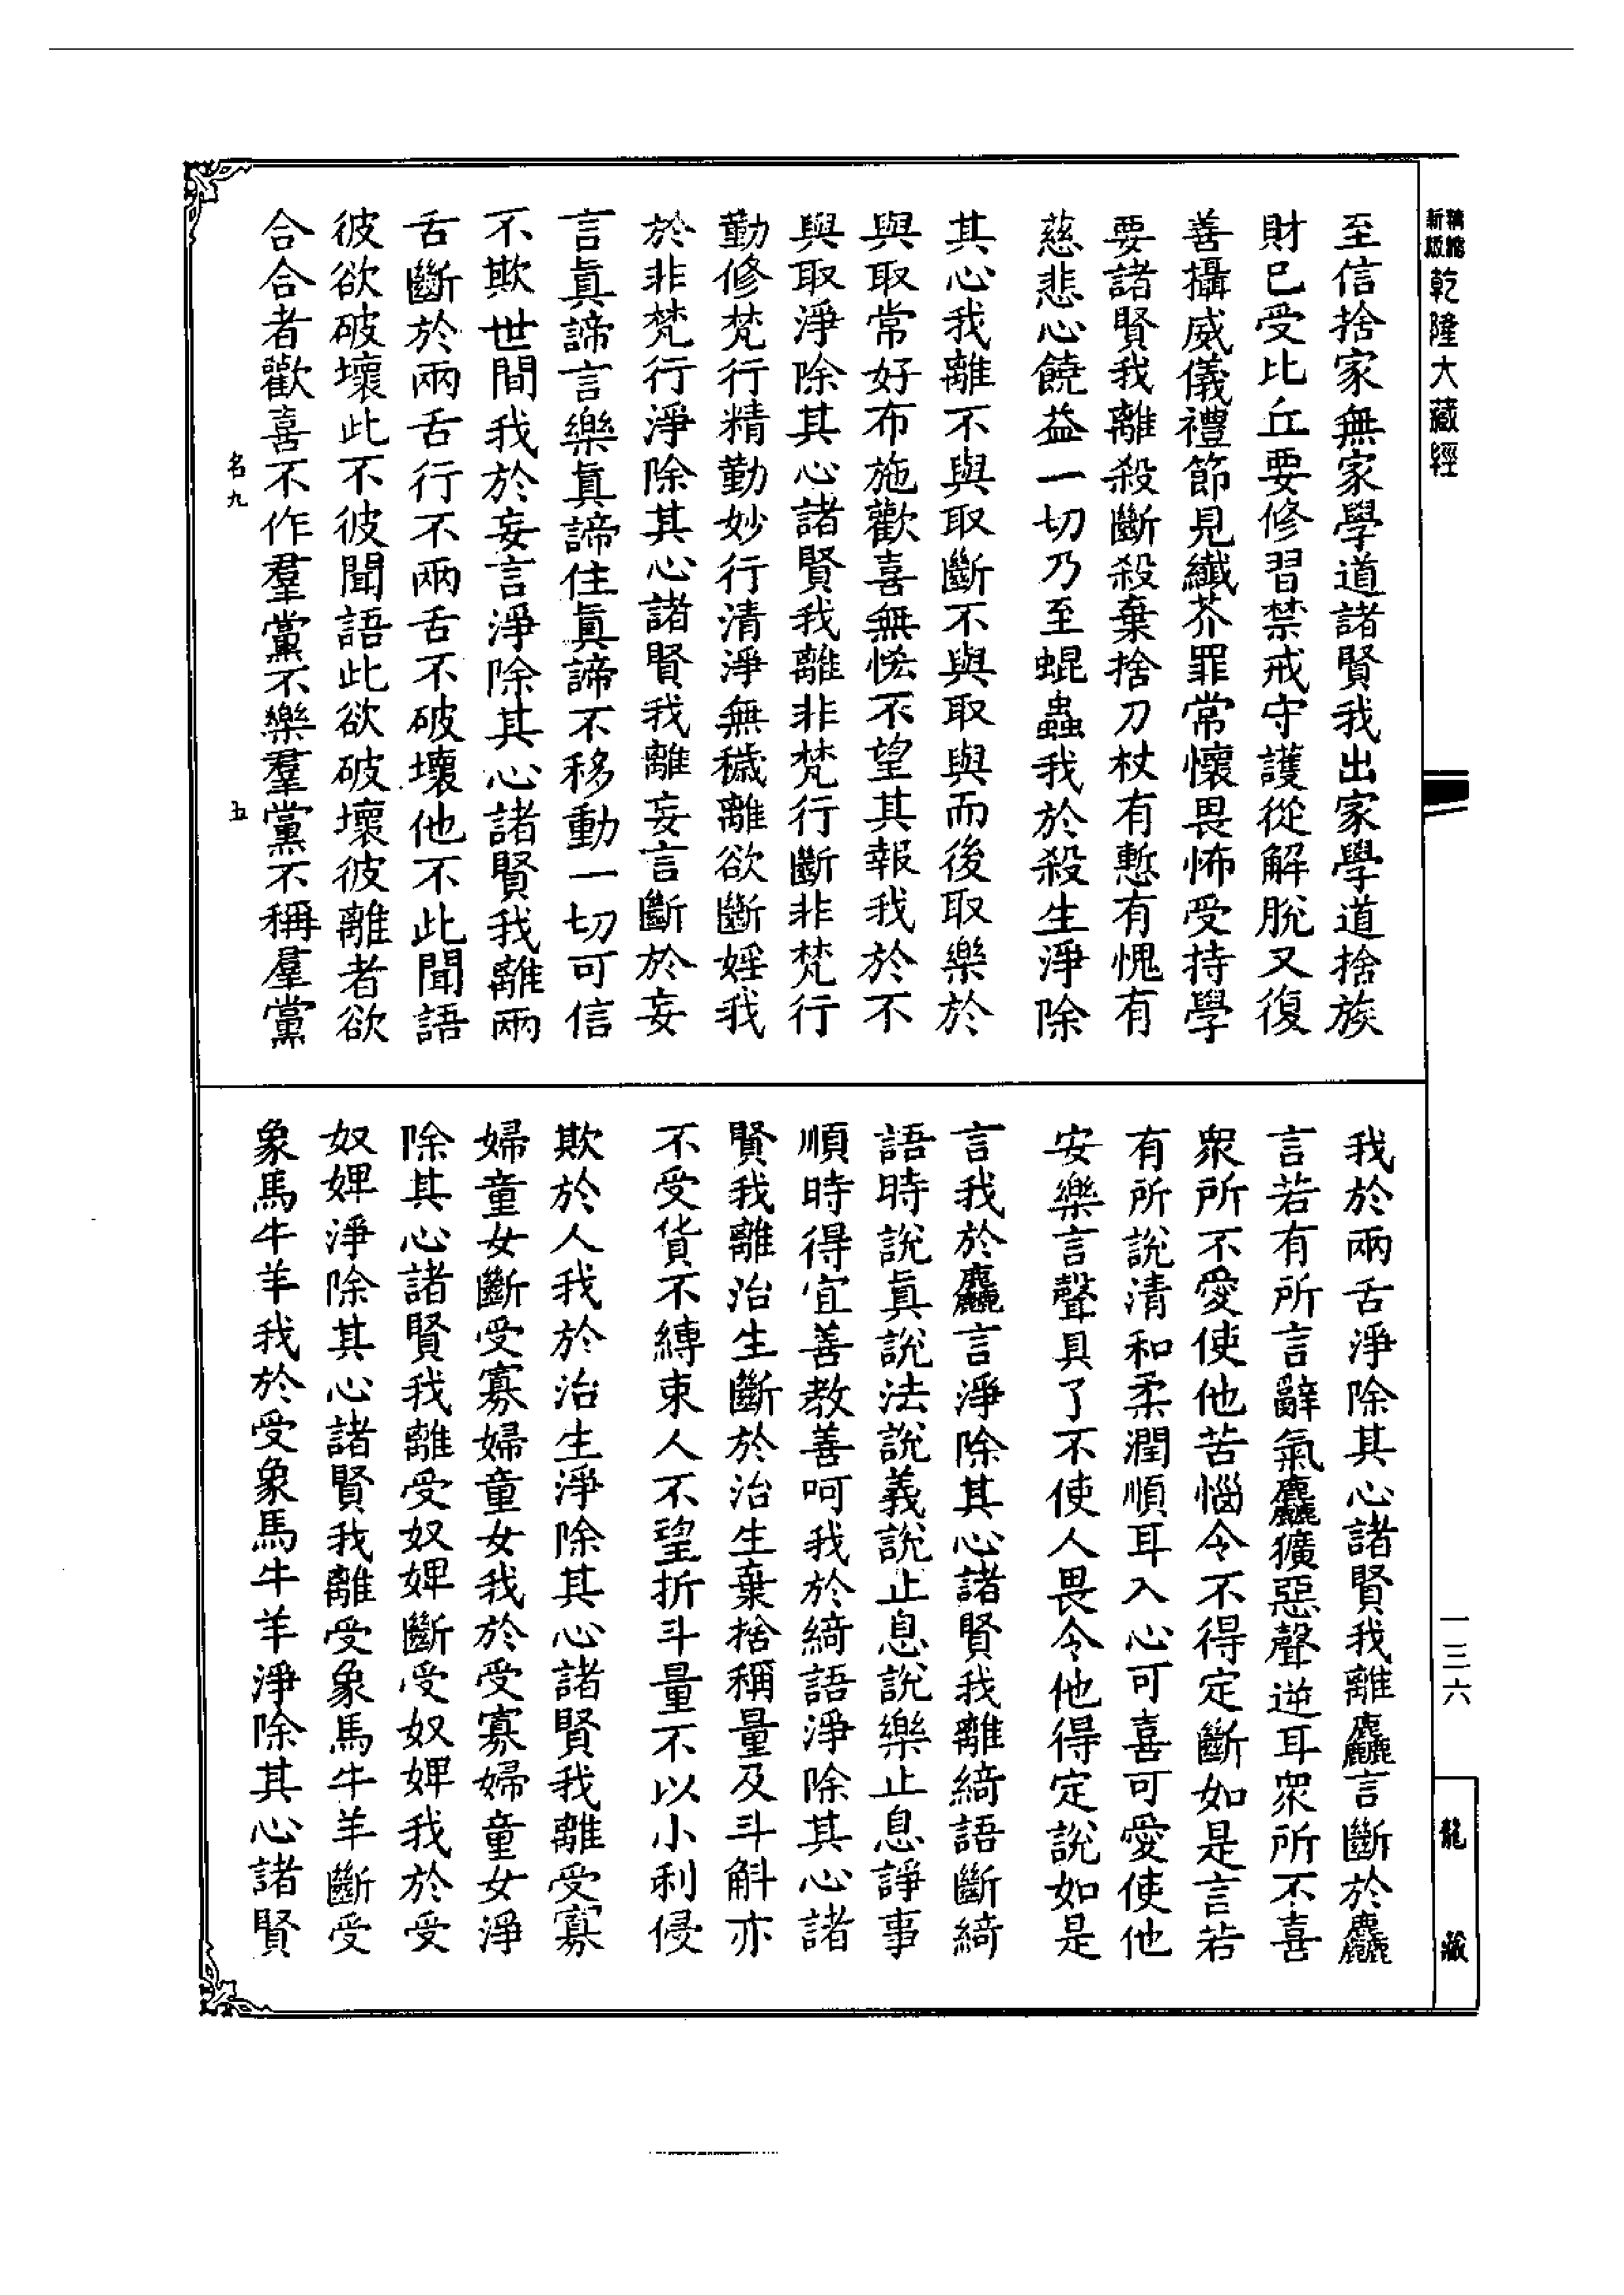 精縮
新版
乾隆大藏經
至信捨家無家學道諸賢我出家學道捨族
財已受比丘要修習禁戒守護從解脫又復
善攝威儀禮節見纎芥罪常懷畏怖受持學
要諸賢我離殺斷殺棄捨刀杖有慙有愧有
慈悲心饒益一切乃至蜫蟲我於殺生淨除
其心我離不與取斷不與取與而後取樂於
與取常好布施歡喜無悋不望其報我於不
與取淨除其心諸賢我離非梵行斷非梵行
勤修梵行精勤妙行清淨無穢離欲斷婬我
於非梵行淨除其心諸賢我離妄言斷於妄
言眞諦言樂眞諦住眞諦不移動一切可信
不欺世間我於妄言淨除其心諸賢我離兩
舌斷於兩舌行不兩舌不破壞他不此聞語
彼欲破壞此不彼聞語此欲破壞彼離者欲
合合者歡喜不作羣黨不樂羣黨不稱羣黨
名九
五
我於兩舌淨除其心諸賢我離麤言斷於麤
言若有所言辭氣麤獷惡聲逆耳衆所不喜
衆所不愛使他苦惱令不得定斷如是言若
有所說清和柔潤順耳入心可喜可愛使他
安樂言聲具了不使人畏令他得定說如是
言我於麤言淨除其心諸賢我離綺語斷綺
語時說眞說法說義說止息說樂止息諍事
順時得宜善教善呵我於綺語淨除其心諸
賢我離治生斷於治生棄捨稱量及斗斛亦
不受貨不縛束人不望折斗量不以小利侵
欺於人我於治生淨除其心諸賢我離受寡
婦童女斷受寡婦童女我於受寡婦童女淨
除其心諸賢我離受奴婢斷受奴婢我於受
奴婢淨除其心諸賢我離受象馬牛羊斷受
象馬牛羊我於受象馬牛羊淨除其心諸賢
一三六
龍藏